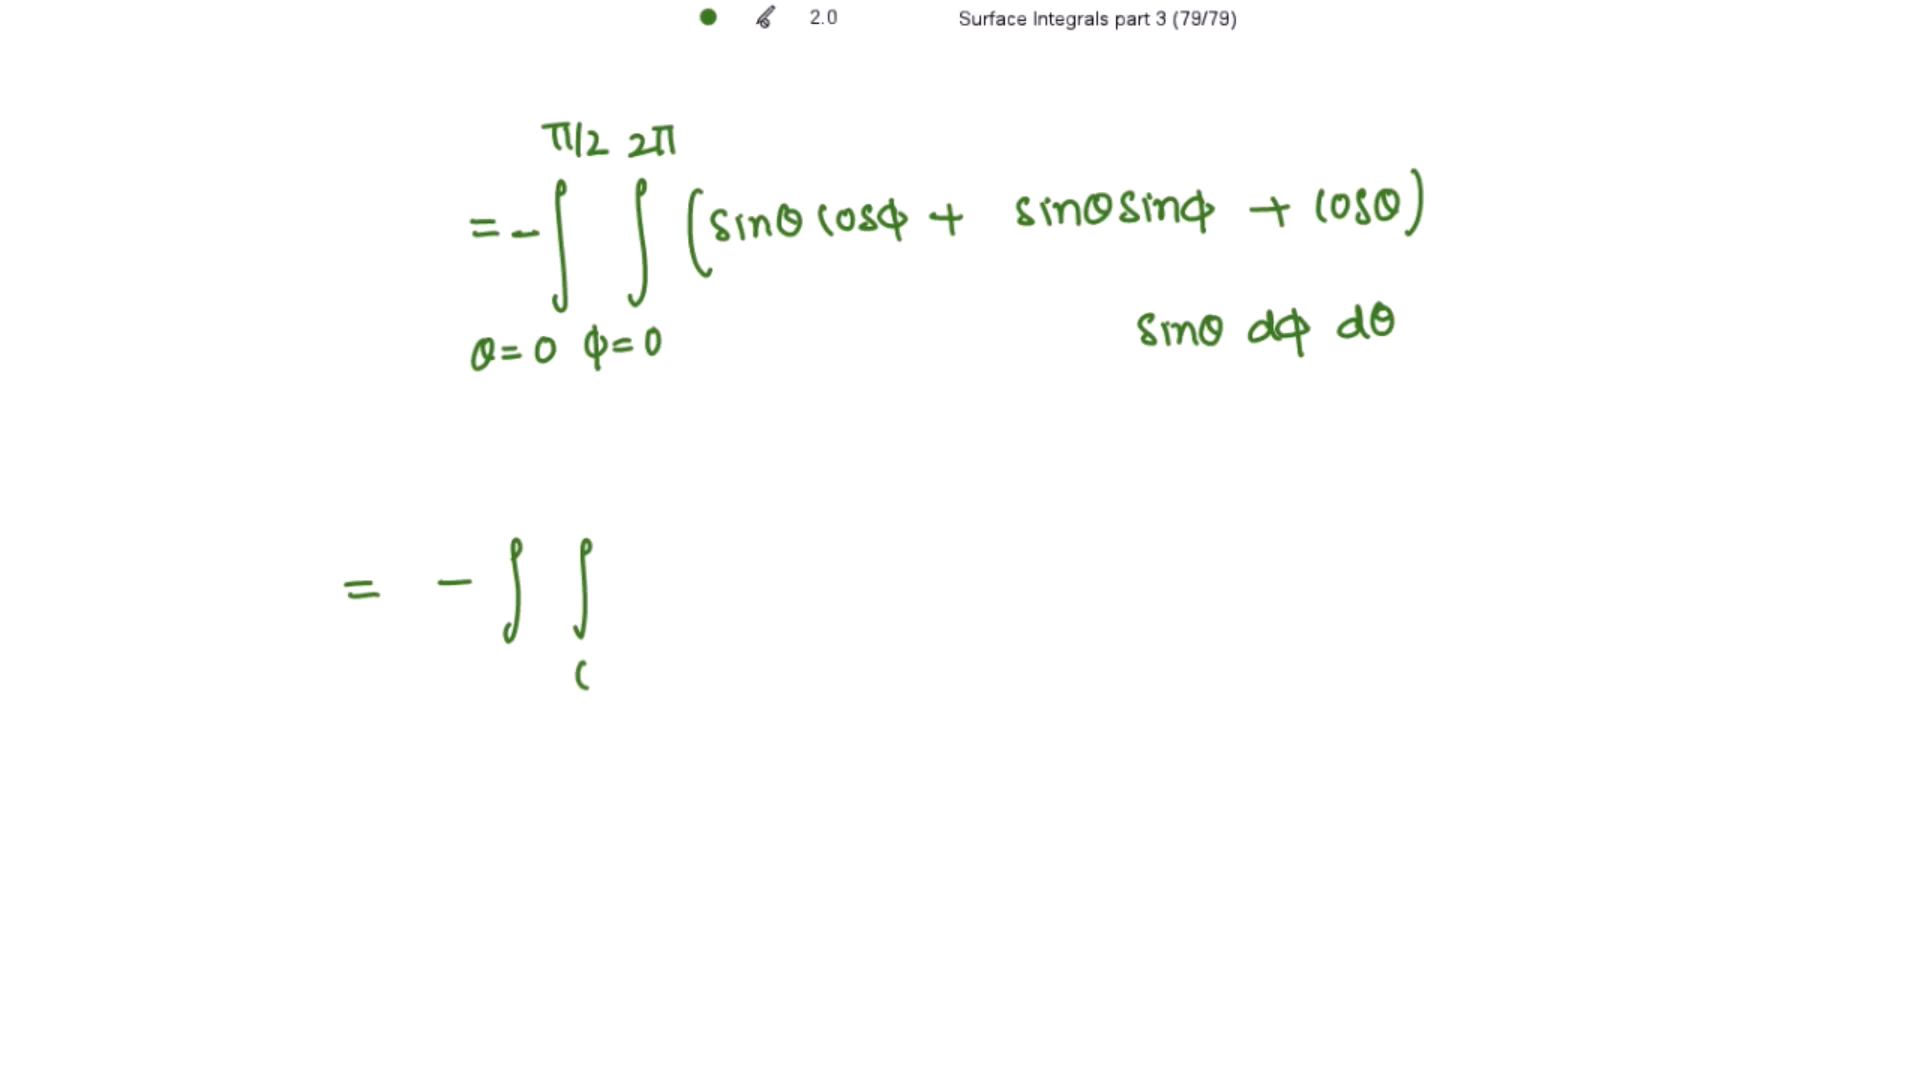 2.0 Surface Integrals part 3 (79/79)
π/2 2π
= - ∫ ∫ (sinθ cosφ + sinθ sinφ + cosθ)
sinθ dφ dθ
θ=0 φ=0
= - ∫ ∫
(